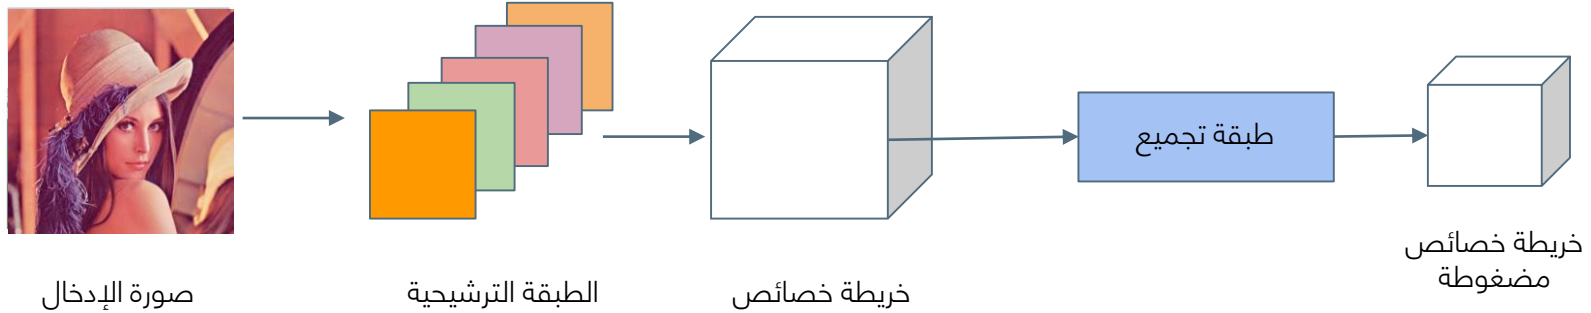 صورة الإدخال
الطبقة الترشيحية
خريطة خصائص
طبقة تجميع
خريطة خصائص
مضغوطة